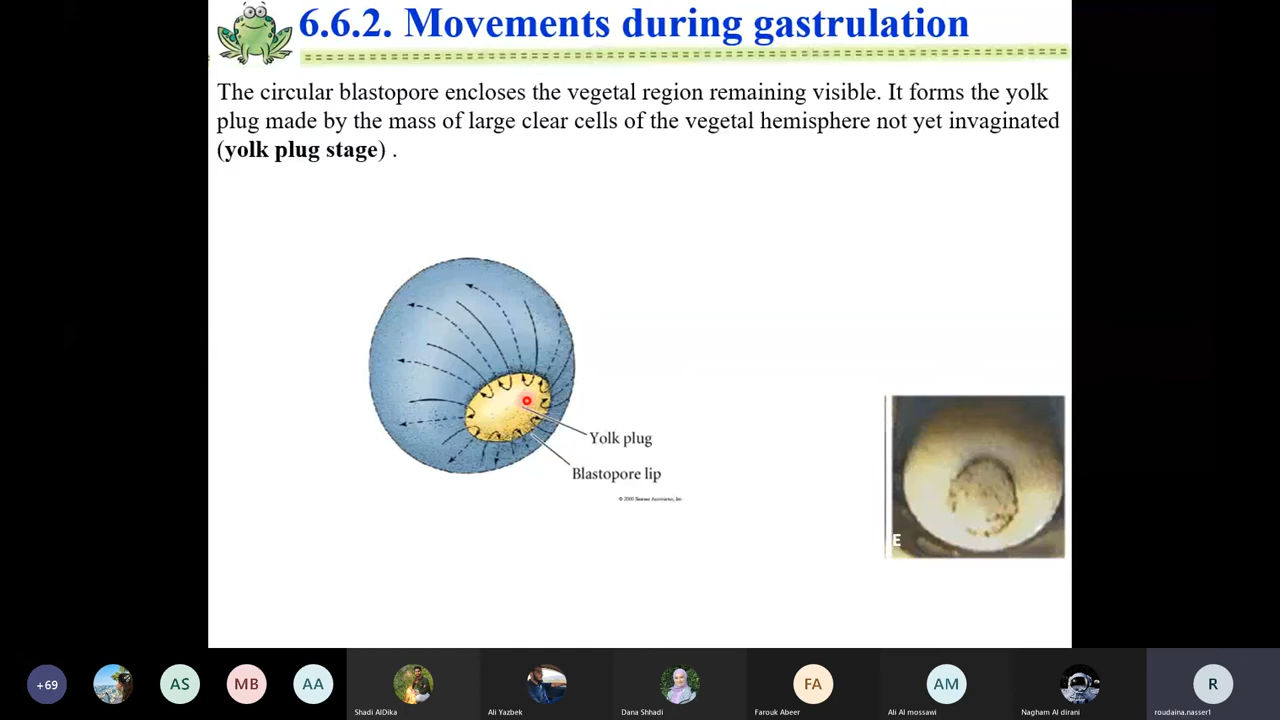 6.6.2. Movements during gastrulation
The circular blastopore encloses the vegetal region remaining visible. It forms the yolk
plug made by the mass of large clear cells of the vegetal hemisphere not yet invaginated
(yolk plug stage) .
Yolk plug
Blastopore lip
© 2000 Sinauer Associates, Inc
E
+69
AS
MB
AA
FA
AM
R
Shadi AlDika
Ali Yazbek
Dana Shhadi
Farouk Abeer
Ali Al mossawi
Nagham Al dirani
roudaina.nasser1